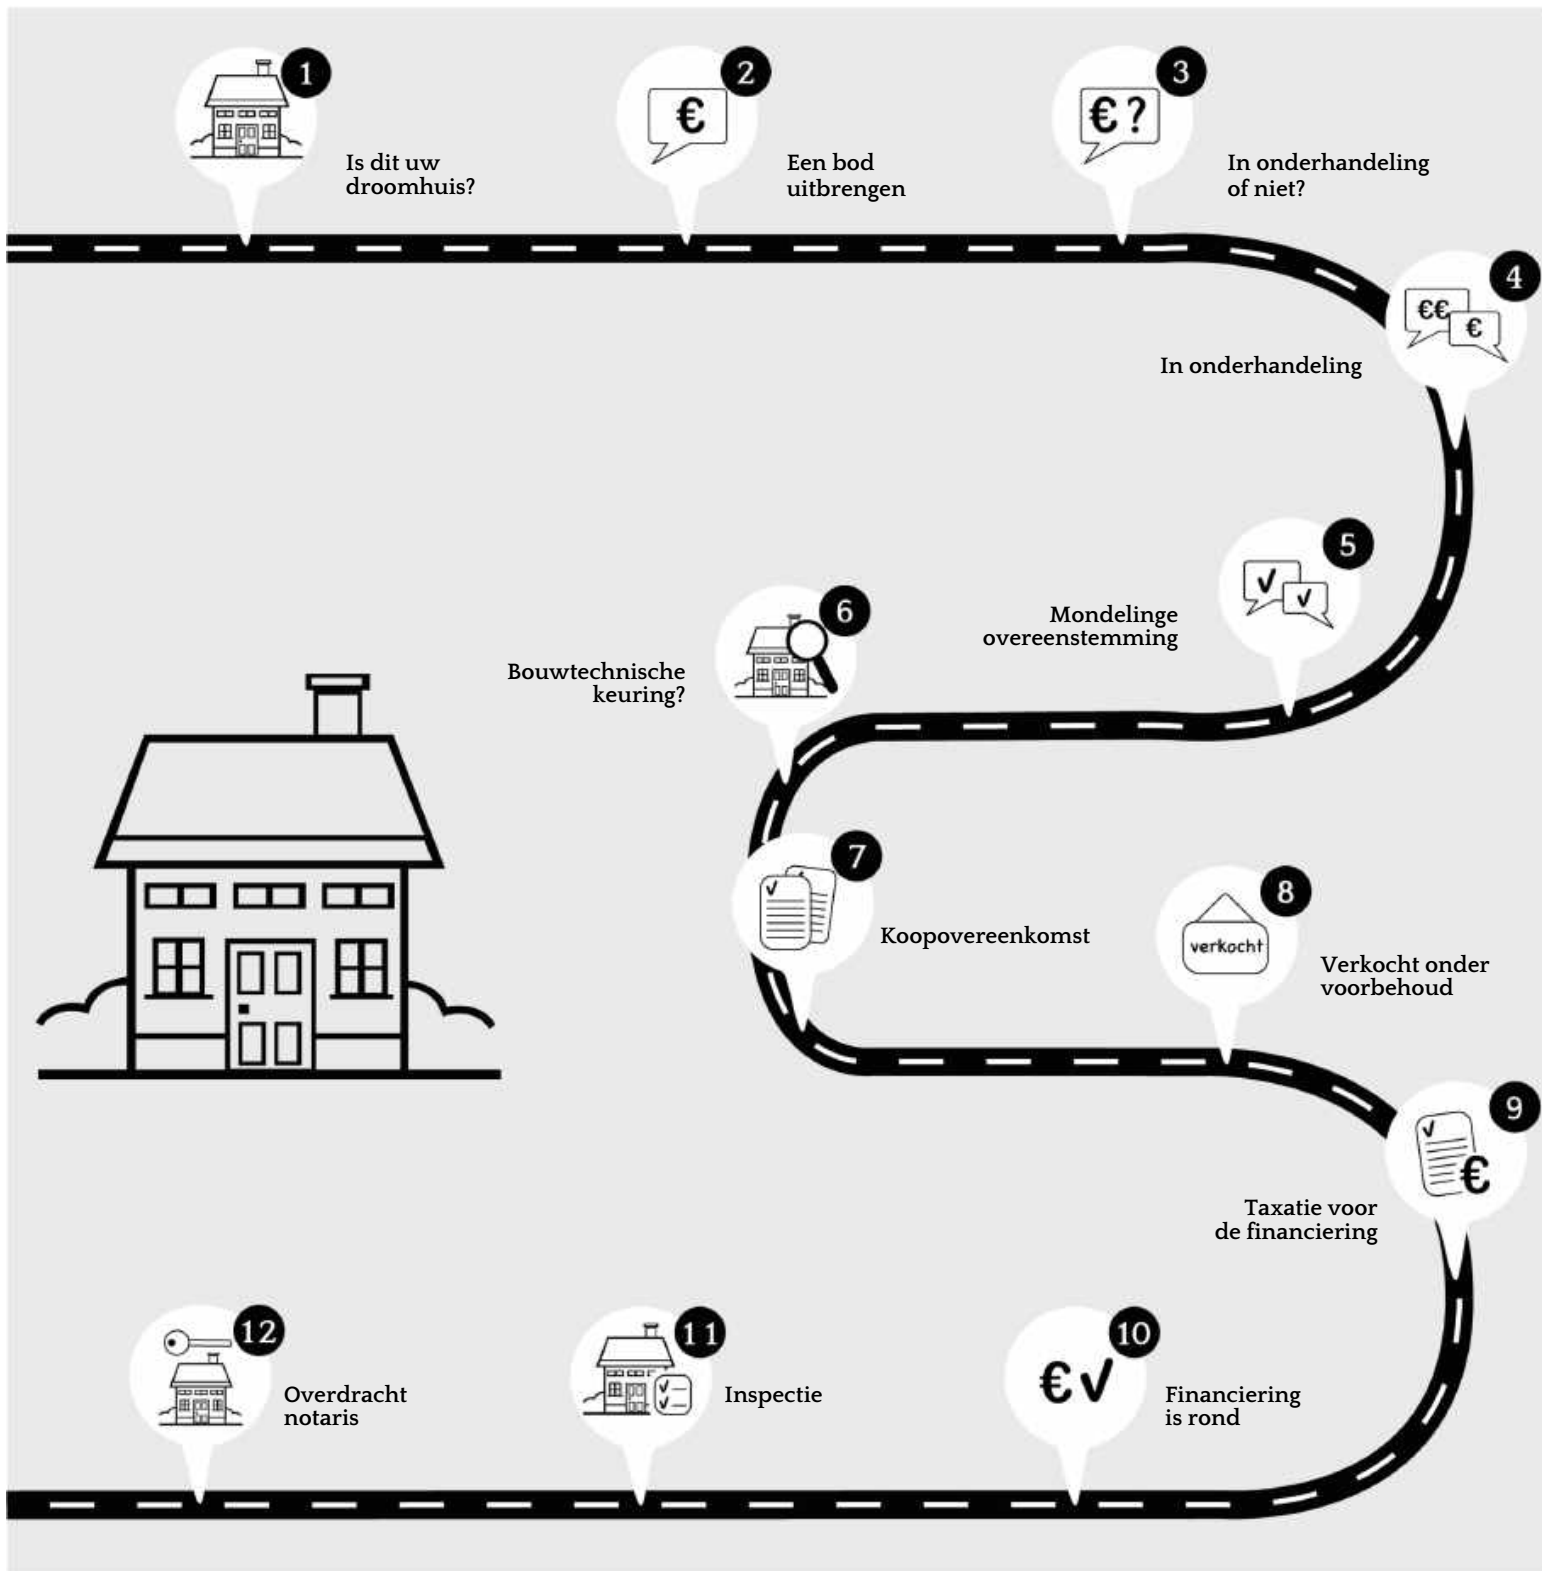 1
Is dit uw
droomhuis?
2
€
Een bod
uitbrengen
3
€?
In onderhandeling
of niet?
4
€€
€
In onderhandeling
5
Mondelinge
overeenstemming
6
Bouwtechnische
keuring?
7
Koopovereenkomst
8
verkocht
Verkocht onder
voorbehoud
9
€
Taxatie voor
de financiering
10
€
Financiering
is rond
11
Inspectie
12
Overdracht
notaris